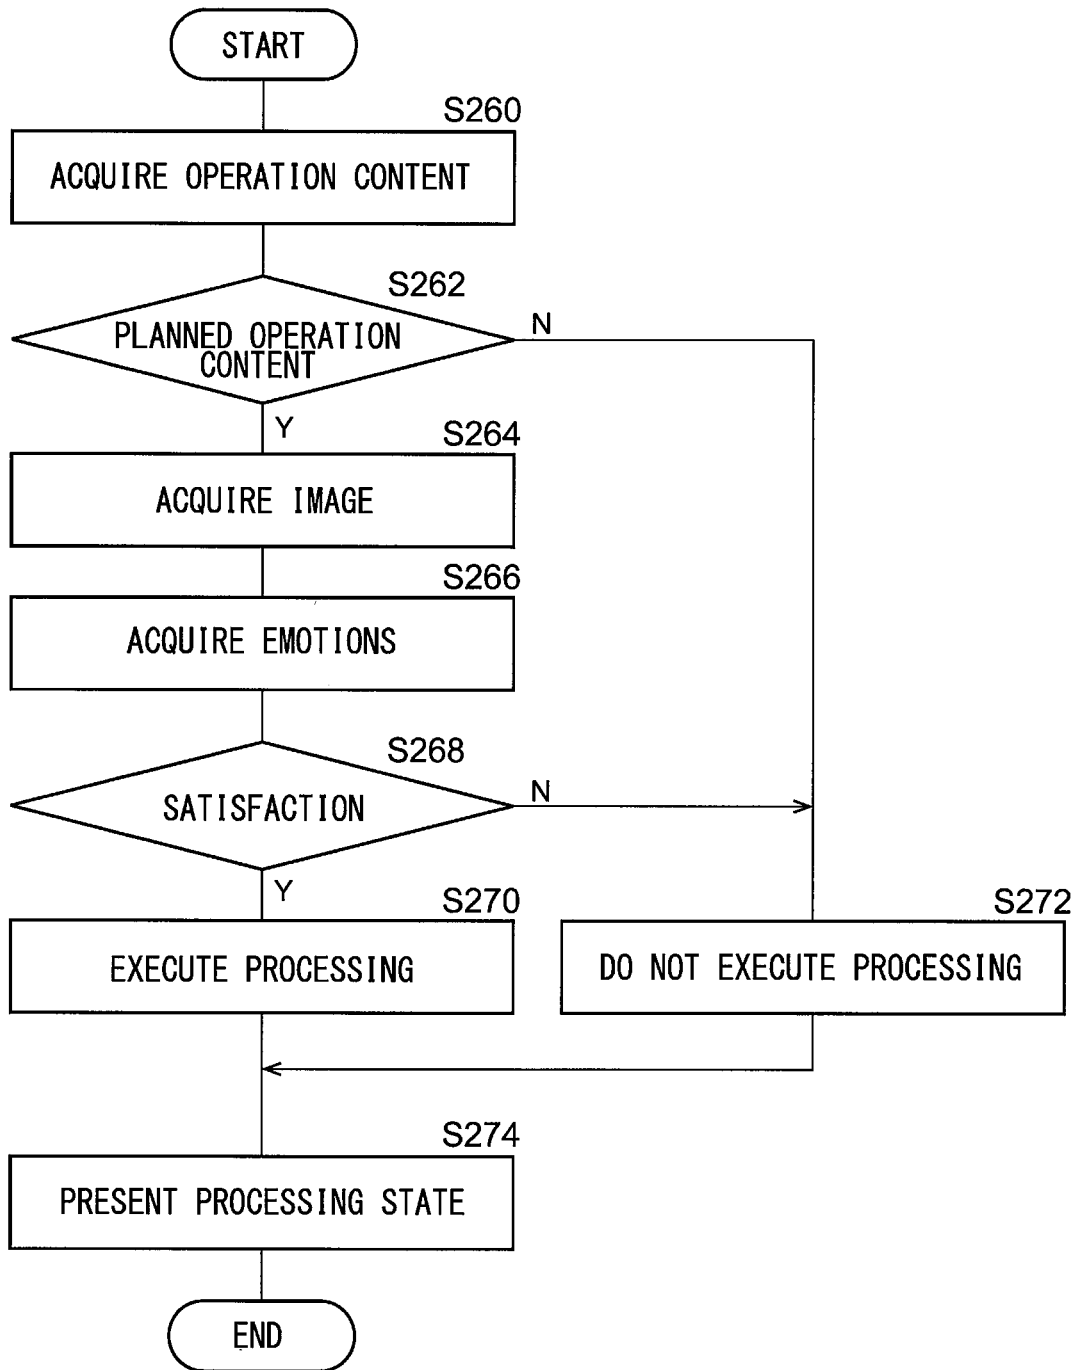 START
S260
ACQUIRE OPERATION CONTENT
S262
PLANNED OPERATION
CONTENT
N
Y
S264
ACQUIRE IMAGE
S266
ACQUIRE EMOTIONS
S268
SATISFACTION
N
Y
S270
EXECUTE PROCESSING
S272
DO NOT EXECUTE PROCESSING
S274
PRESENT PROCESSING STATE
END